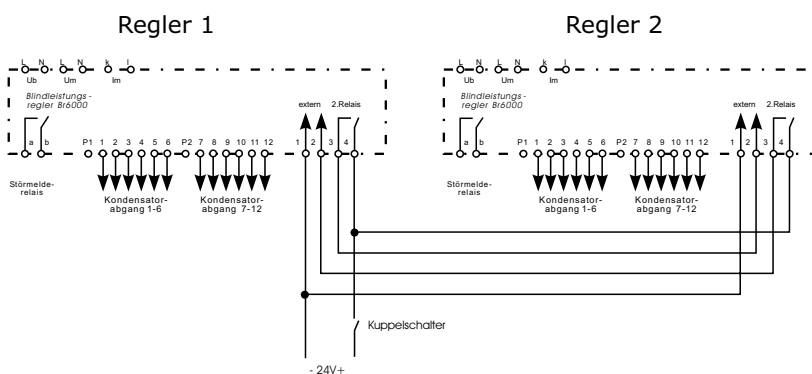 Regler 1
Regler 2
L N L N k l
Ub Um Im
Blindleistungs -
regler Br6000
extern 2.Relais
a b P1 1 2 3 4 5 6 P2 7 8 9 10 11 12 1 2 3 4
Störmelde-
relais
Kondensator-
abgang 1-6
Kondensator-
abgang 7-12
L N L N k l
Ub Um Im
Blindleistungs -
regler Br6000
extern 2.Relais
a b P1 1 2 3 4 5 6 P2 7 8 9 10 11 12 1 2 3 4
Störmelde-
relais
Kondensator-
abgang 1-6
Kondensator-
abgang 7-12
Kuppelschalter
- 24V+